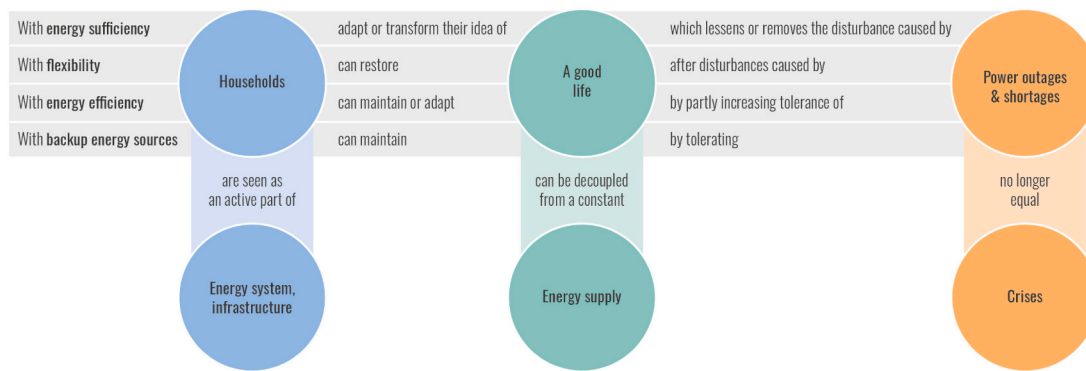 With energy sufficiency adapt or transform their idea of which lessens or removes the disturbance caused by
With flexibility can restore after disturbances caused by
Households
A good
life
Power outages
& shortages
With energy efficiency can maintain or adapt by partly increasing tolerance of
With backup energy sources can maintain by tolerating
are seen as
an active part of
can be decoupled
from a constant
no longer
equal
Energy system,
infrastructure
Energy supply
Crises